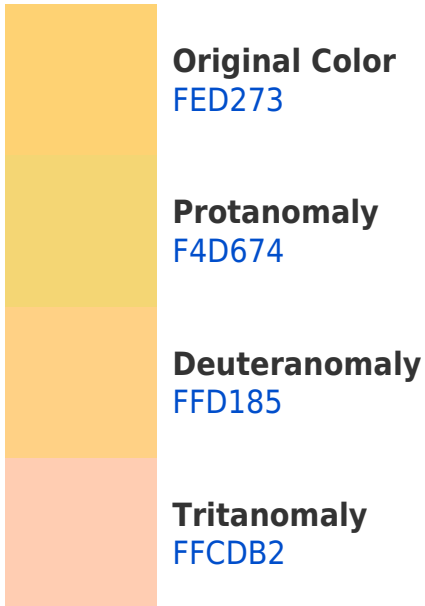 Original Color
FED273
Protanomaly
F4D674
Deuteranomaly
FFD185
Tritanomaly
FFCDB2